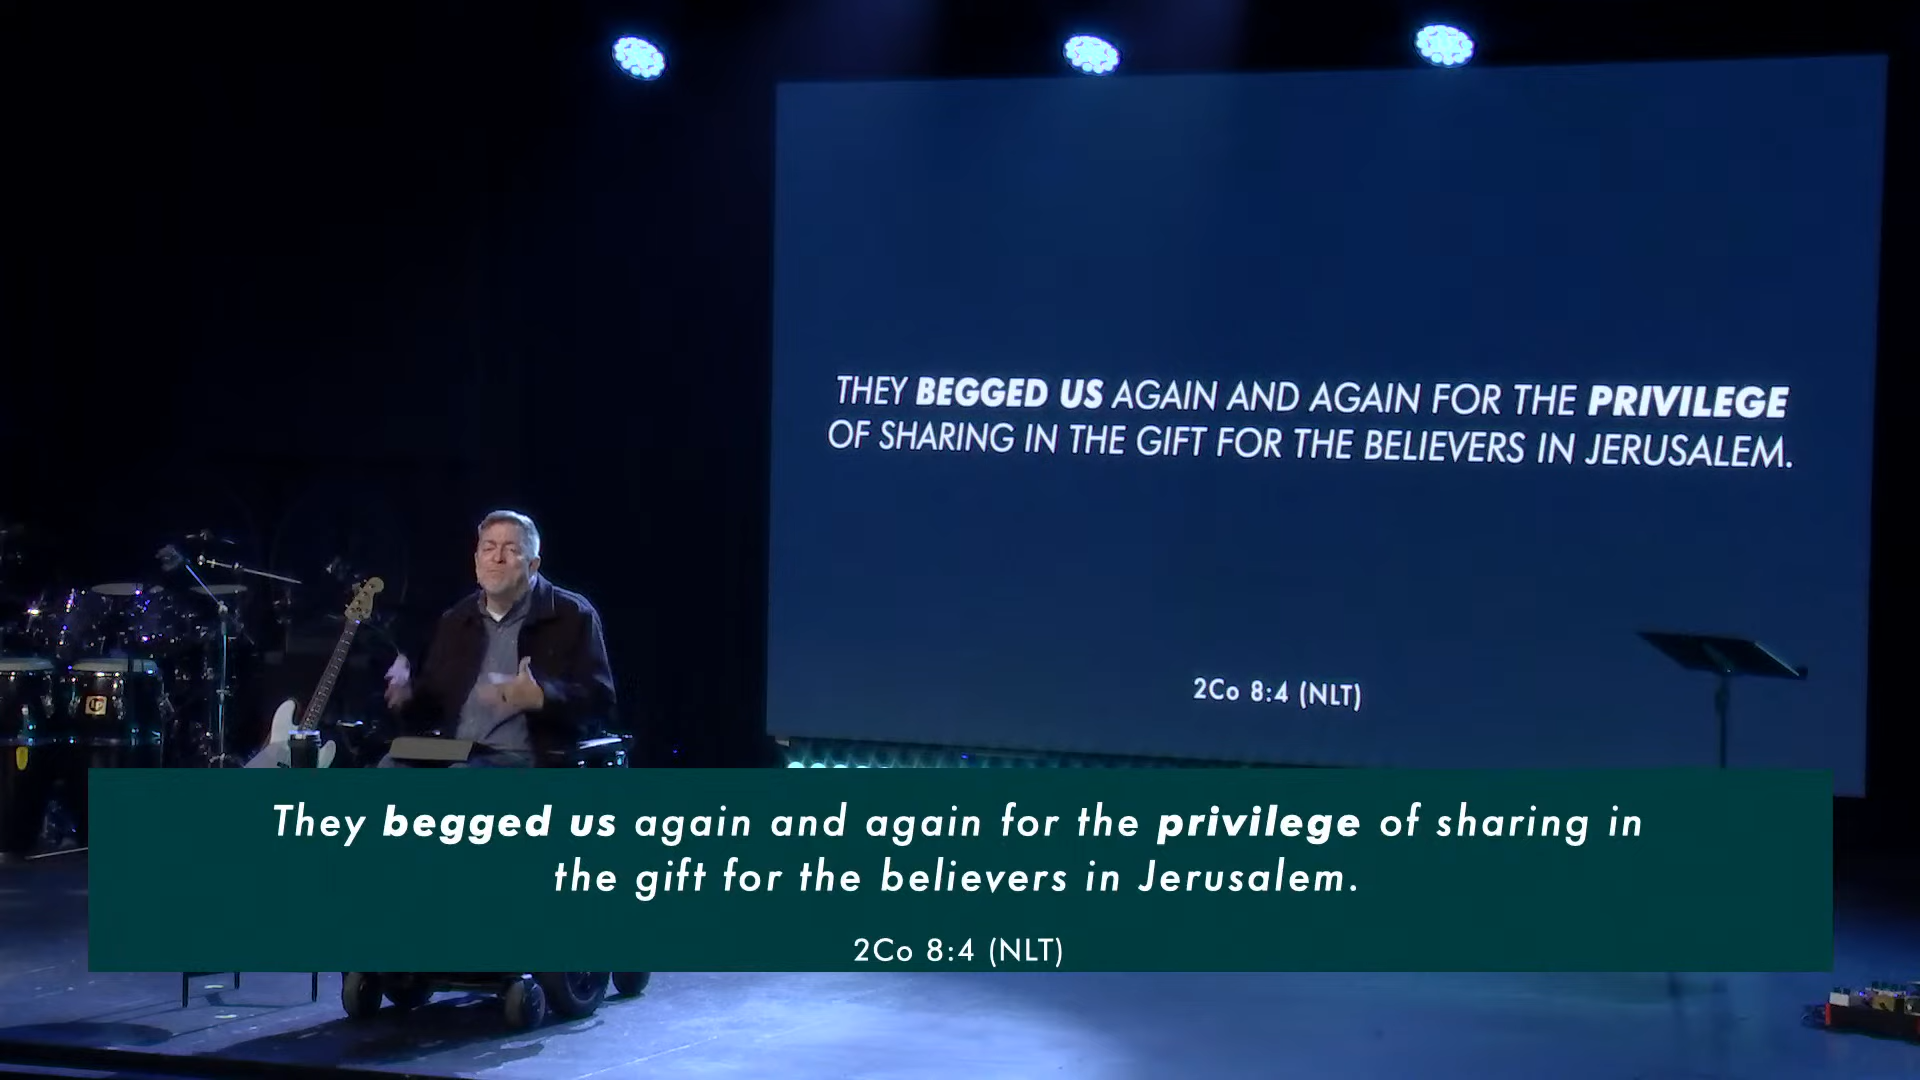 THEY BEGGED US AGAIN AND AGAIN FOR THE PRIVILEGE
OF SHARING IN THE GIFT FOR THE BELIEVERS IN JERUSALEM.
2Co 8:4 (NLT)
They begged us again and again for the privilege of sharing in
the gift for the believers in Jerusalem.
2Co 8:4 (NLT)